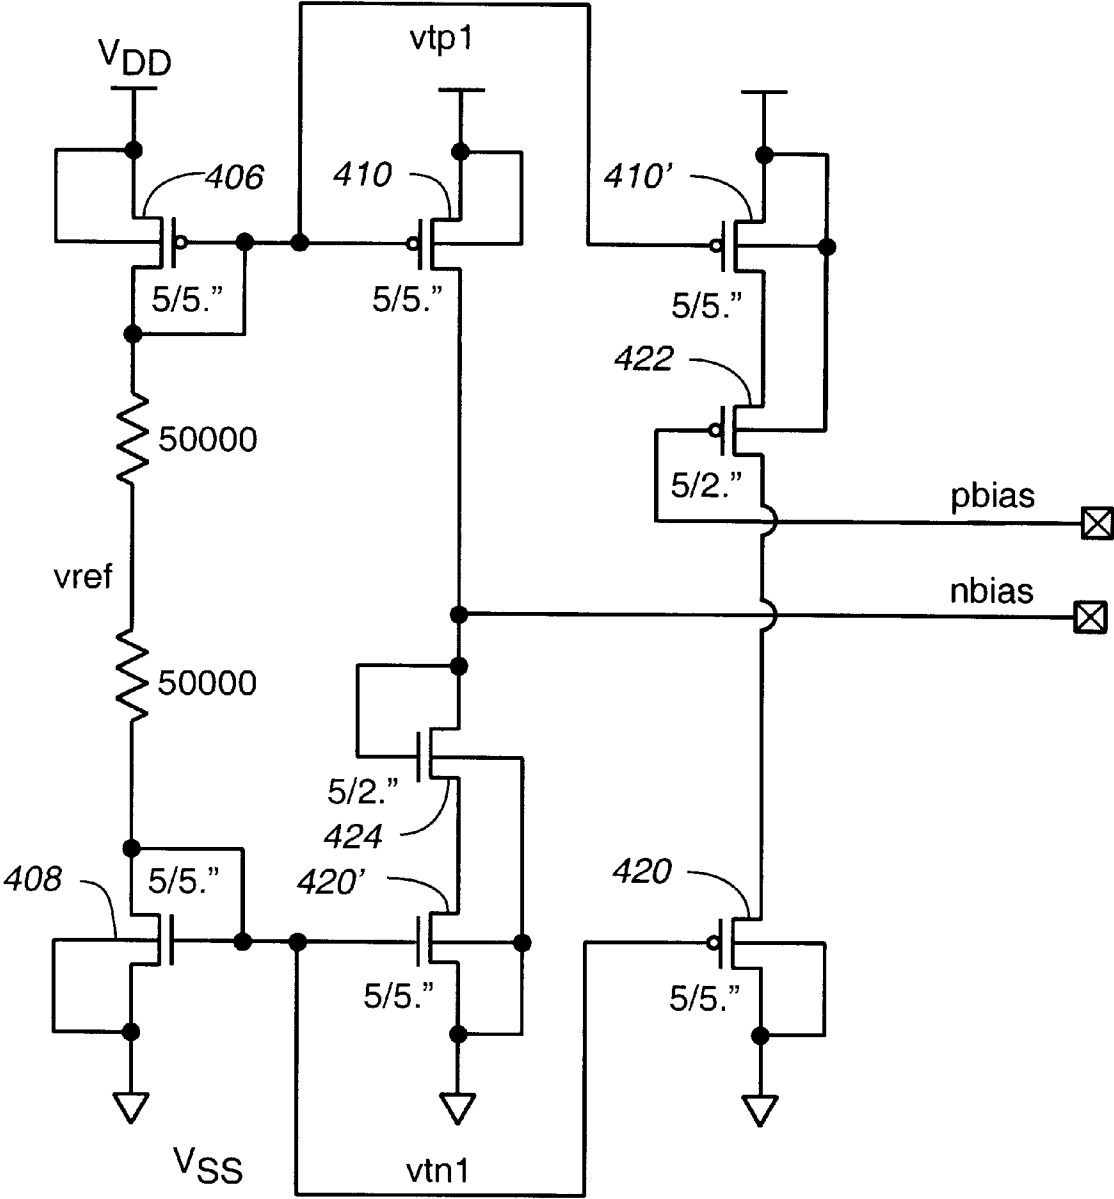 vtp1
VDD
406
410
410’
5/5.”
5/5.”
5/5.”
422
50000
5/2.”
pbias
vref
nbias
50000
5/2.”
424
408
5/5.”
420’
420
5/5.”
5/5.”
VSS
vtn1